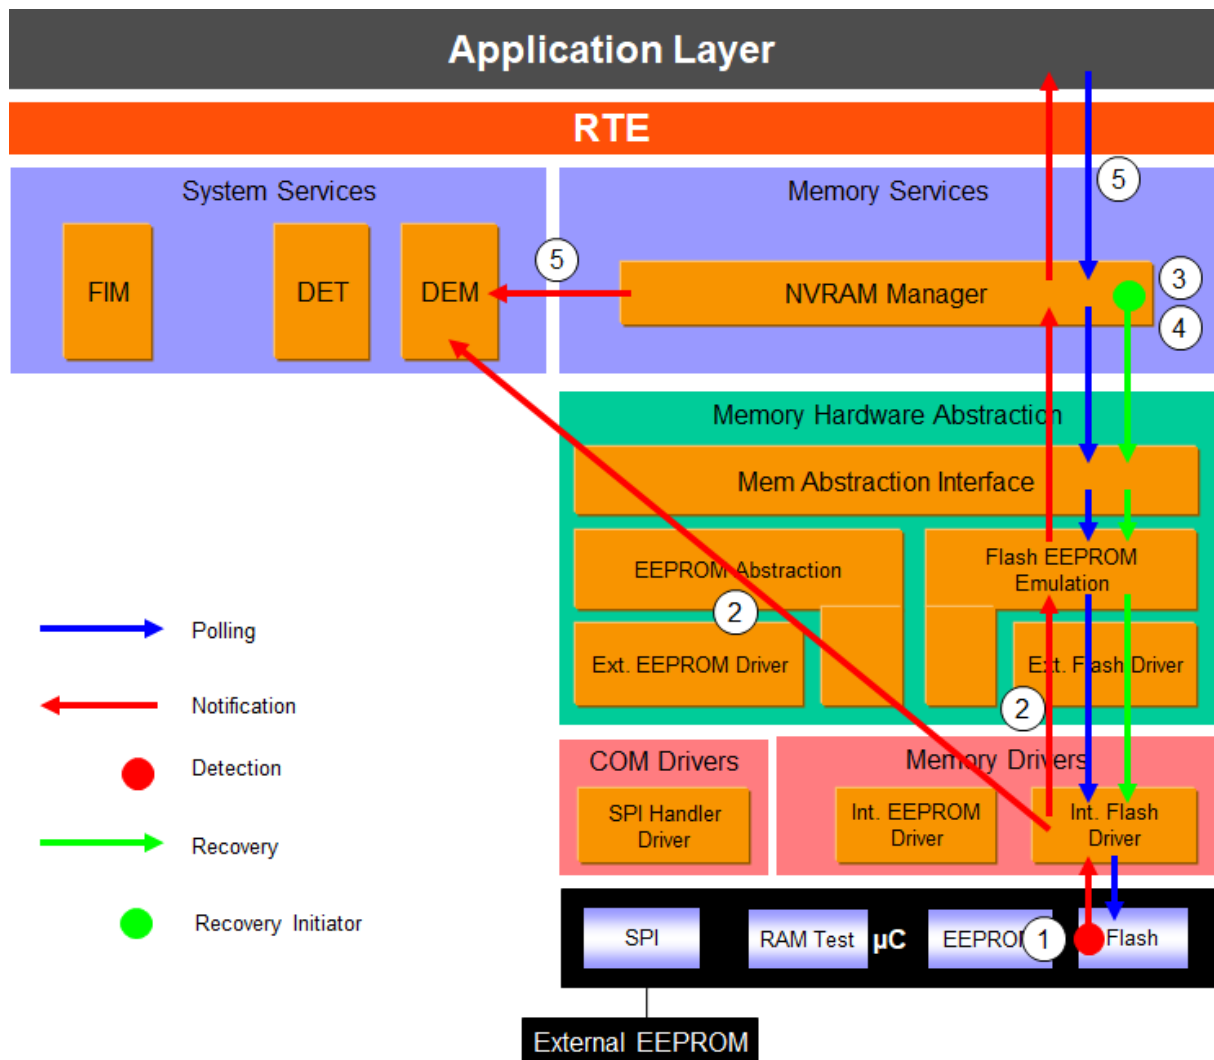 Application Layer
RTE
System Services
Memory Services
5
5
FIM
DET
DEM
NVRAM Manager
3
4
Memory Hardware Abstraction
Mem Abstraction Interface
EEPROM Abstraction
Flash EEPROM
Emulation
2
Ext. EEPROM Driver
Ext. Flash Driver
2
Polling
Notification
Detection
Recovery
Recovery Initiator
COM Drivers
Memory Drivers
SPI Handler
Driver
Int. EEPROM
Driver
Int. Flash
Driver
SPI
RAM Test
µC
EEPROM
1
Flash
External EEPROM